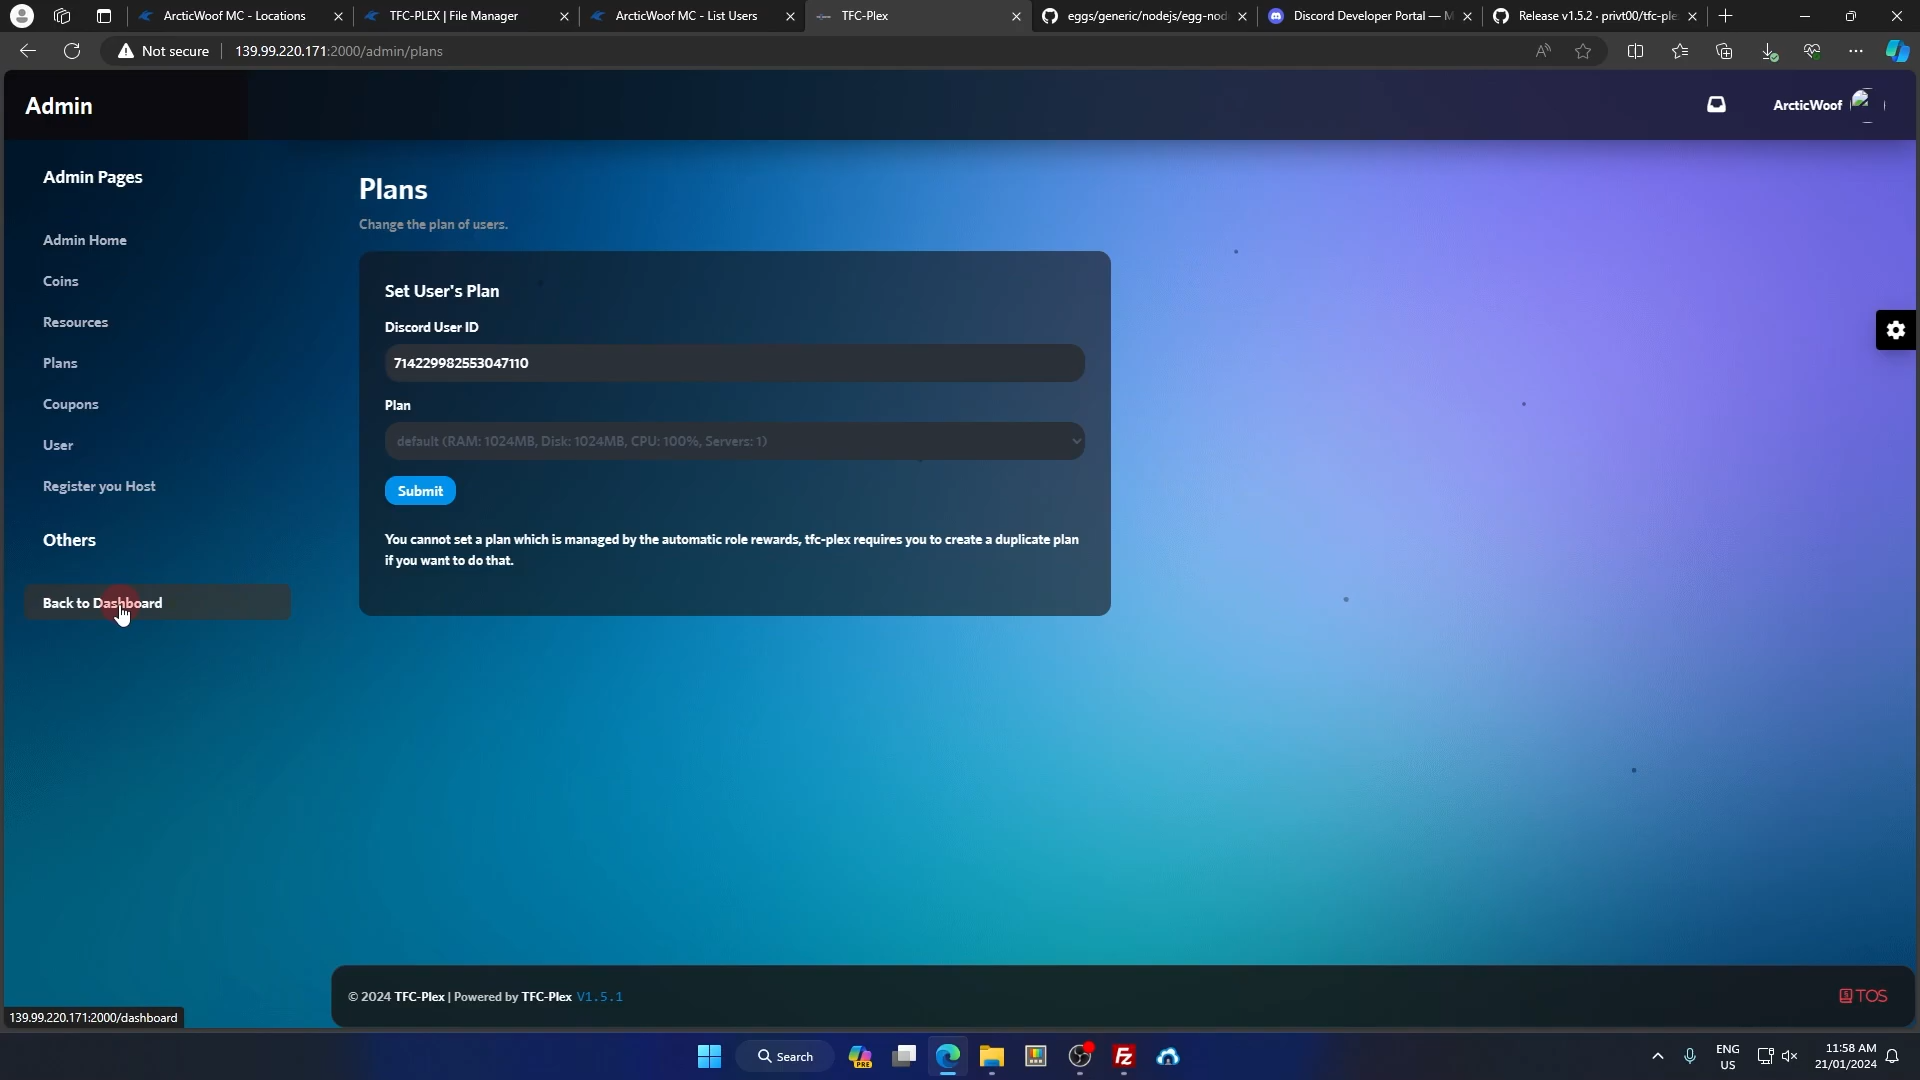 ArcticWoof MC - Locations
TFC-PLEX | File Manager
ArcticWoof MC - List Users
TFC-Plex
eggs/generic/nodejs/egg-nod
Discord Developer Portal — M
Release v1.5.2 · privt00/tfc-ple
Not secure
139.99.220.171:2000/admin/plans
Admin
ArcticWoof
Admin Pages
Admin Home
Coins
Resources
Plans
Coupons
User
Register you Host
Others
Back to Dashboard
Plans
Change the plan of users.
Set User's Plan
Discord User ID
714229982553047110
Plan
default (RAM: 1024MB, Disk: 1024MB, CPU: 100%, Servers: 1)
Submit
You cannot set a plan which is managed by the automatic role rewards, tfc-plex requires you to create a duplicate plan
if you want to do that.
© 2024 TFC-Plex | Powered by TFC-Plex V1.5.1
TOS
139.99.220.171:2000/dashboard
Search
PRE
ENG
US
11:58 AM
21/01/2024